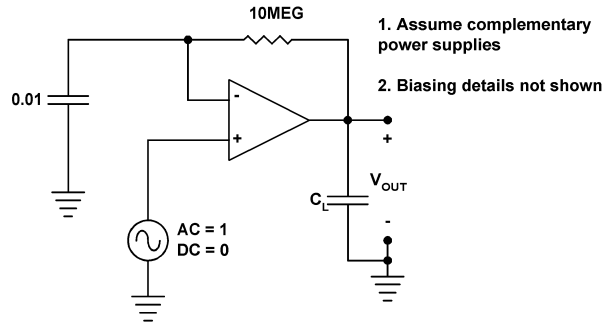 10MEG
1. Assume complementary
power supplies
2. Biasing details not shown
0.01
-
+
+
V OUT
C L
-
AC = 1
DC = 0